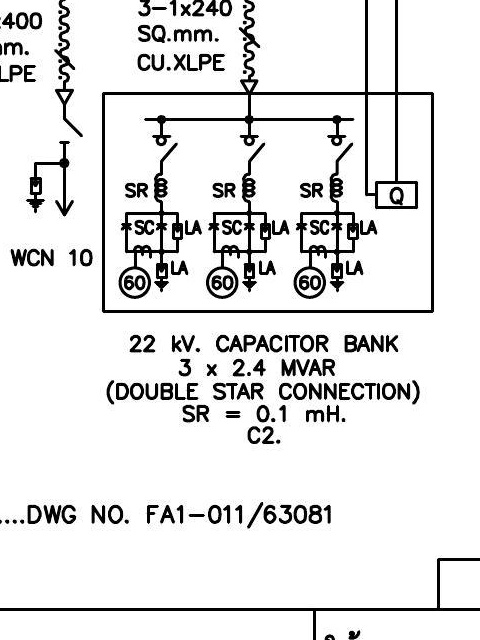 3-1x240
SQ.mm.
CU.XLPE
x400
mm.
LPE
Q
SR SR SR
SC LA SC LA SC LA
LA LA LA
60 60 60
WCN 10
22 kV. CAPACITOR BANK
3 x 2.4 MVAR
(DOUBLE STAR CONNECTION)
SR = 0.1 mH.
C2.
....DWG NO. FA1-011/63081